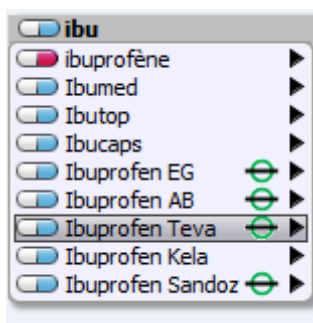 ibu
ibuprofène
Ibumed
Ibutop
Ibucaps
Ibuprofen EG
Ibuprofen AB
Ibuprofen Teva
Ibuprofen Kela
Ibuprofen Sandoz